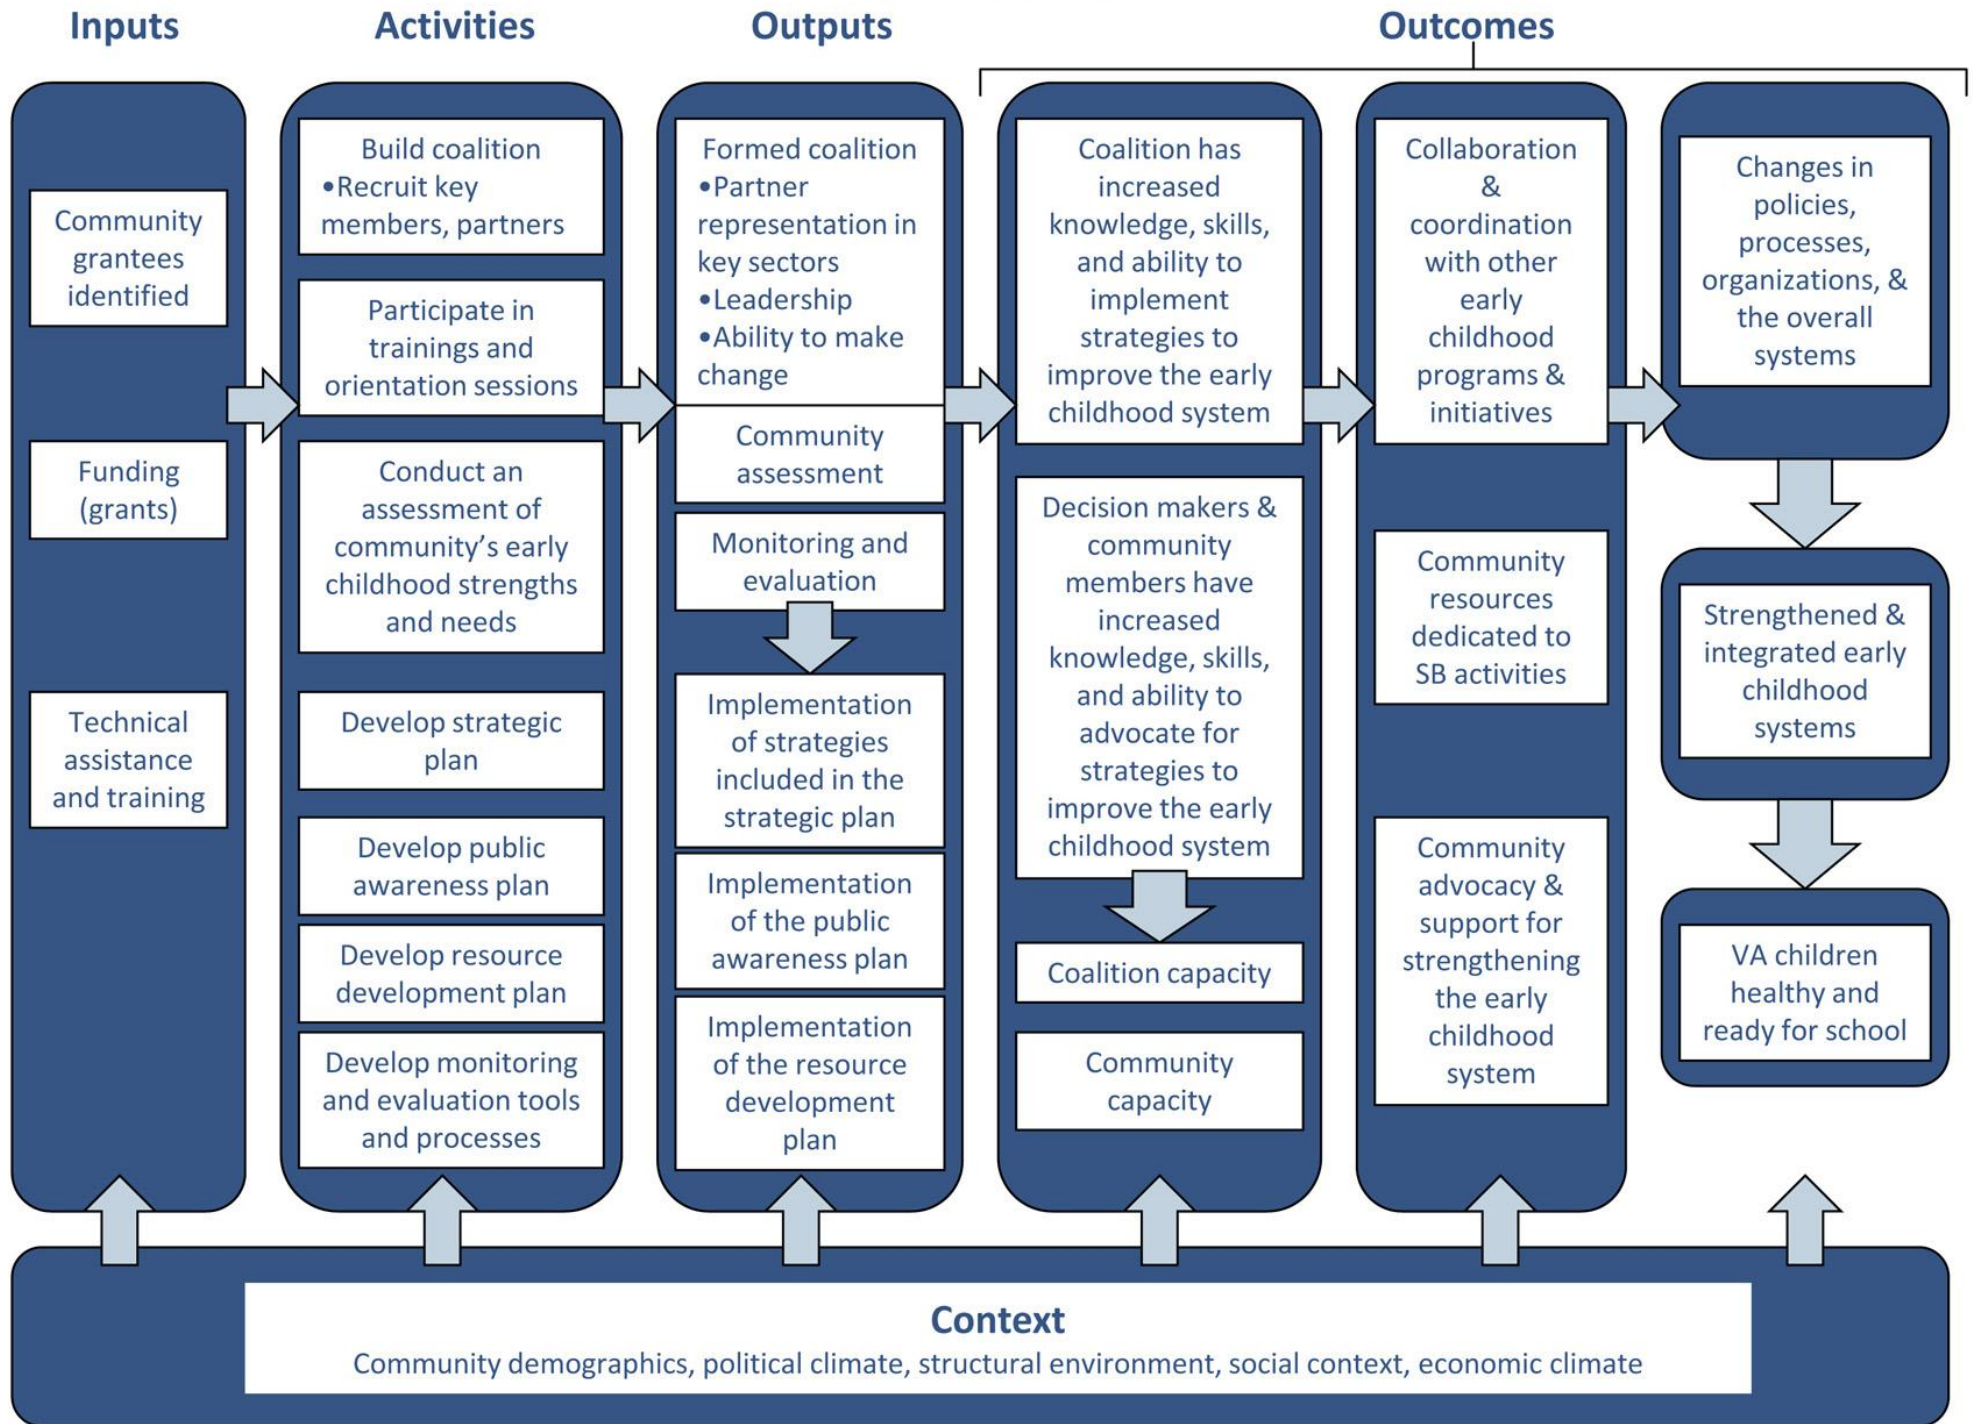 Inputs
Activities
Outputs
Outcomes
Community
grantees
identified
Funding
(grants)
Technical
assistance
and training
Build coalition
•Recruit key
members, partners
Participate in
trainings and
orientation sessions
Conduct an
assessment of
community’s early
childhood strengths
and needs
Develop strategic
plan
Develop public
awareness plan
Develop resource
development plan
Develop monitoring
and evaluation tools
and processes
Formed coalition
•Partner
representation in
key sectors
•Leadership
•Ability to make
change
Community
assessment
Monitoring and
evaluation
Implementation
of strategies
included in the
strategic plan
Implementation
of the public
awareness plan
Implementation
of the resource
development
plan
Coalition has
increased
knowledge, skills,
and ability to
implement
strategies to
improve the early
childhood system
Decision makers &
community
members have
increased
knowledge, skills,
and ability to
advocate for
strategies to
improve the early
childhood system
Coalition capacity
Community
capacity
Collaboration
&
coordination
with other
early
childhood
programs &
initiatives
Community
resources
dedicated to
SB activities
Community
advocacy &
support for
strengthening
the early
childhood
system
Changes in
policies,
processes,
organizations, &
the overall
systems
Strengthened &
integrated early
childhood
systems
VA children
healthy and
ready for school
Context
Community demographics, political climate, structural environment, social context, economic climate